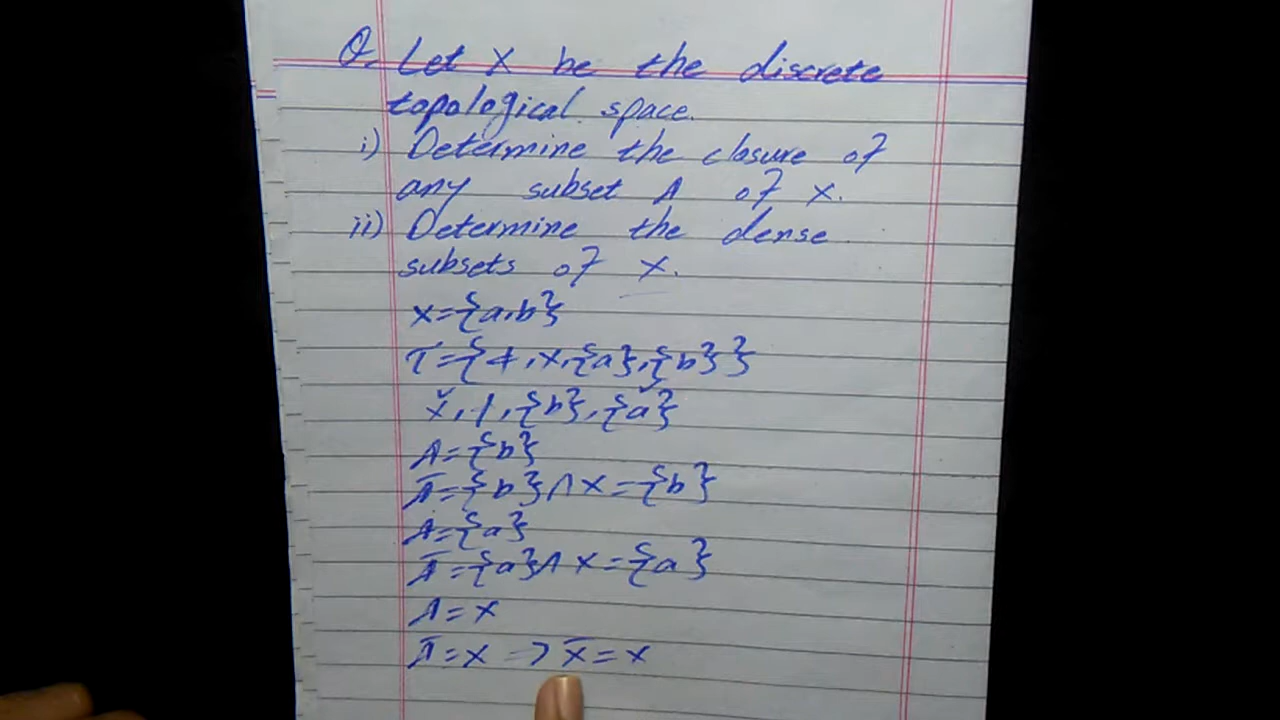 Q. Let X be the discrete
topological space.
i) Determine the closure of
any subset A of X.
ii) Determine the dense
subsets of X.
X={a,b}
τ={ϕ,X,{a},{b}}
X,ϕ,{b},{a}
A={b}
Ā={b}∩X={b}
A={a}
Ā={a}∩X={a}
A=X
Ā=X⇒X̄=X